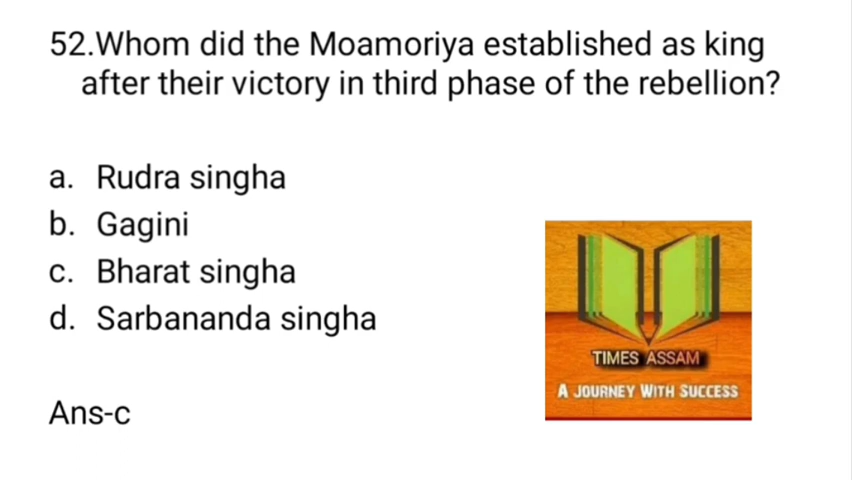 52.Whom did the Moamoriya established as king
after their victory in third phase of the rebellion?
a. Rudra singha
b. Gagini
c. Bharat singha
d. Sarbananda singha
Ans-c
TIMES ASSAM
A JOURNEY WITH SUCCESS